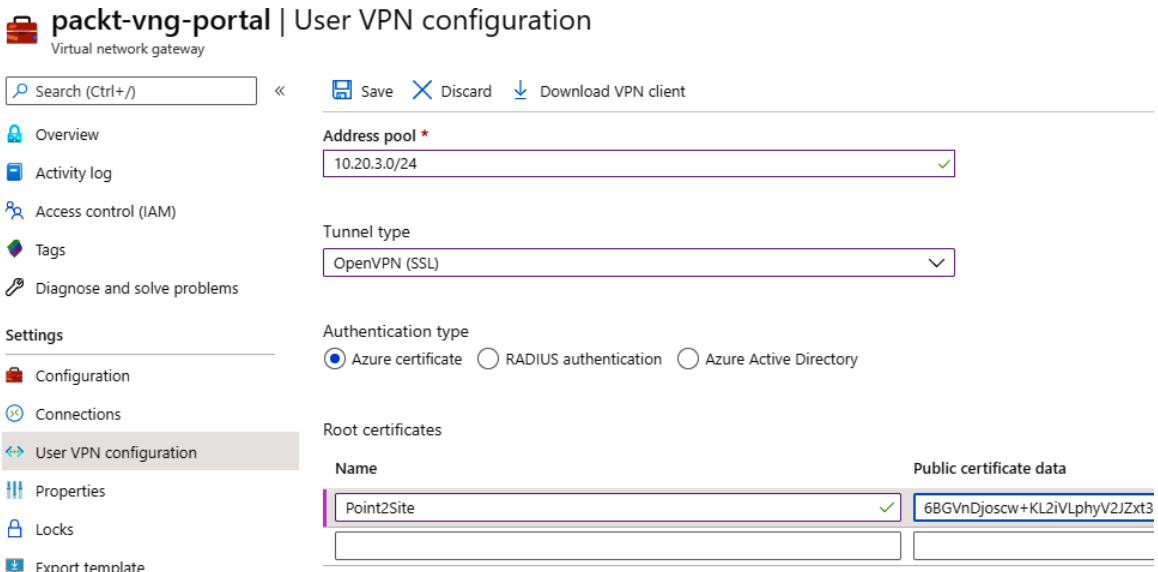 packt-vng-portal | User VPN configuration
Virtual network gateway
Search (Ctrl+/)
«
Overview
Activity log
Access control (IAM)
Tags
Diagnose and solve problems
Settings
Configuration
Connections
User VPN configuration
Properties
Locks
Export template
Save Discard Download VPN client
Address pool *
10.20.3.0/24
Tunnel type
OpenVPN (SSL)
Authentication type
Azure certificate RADIUS authentication Azure Active Directory
Root certificates
Name Public certificate data
Point2Site 6BGVnDjoscw+KL2iVLphyV2JZxt3